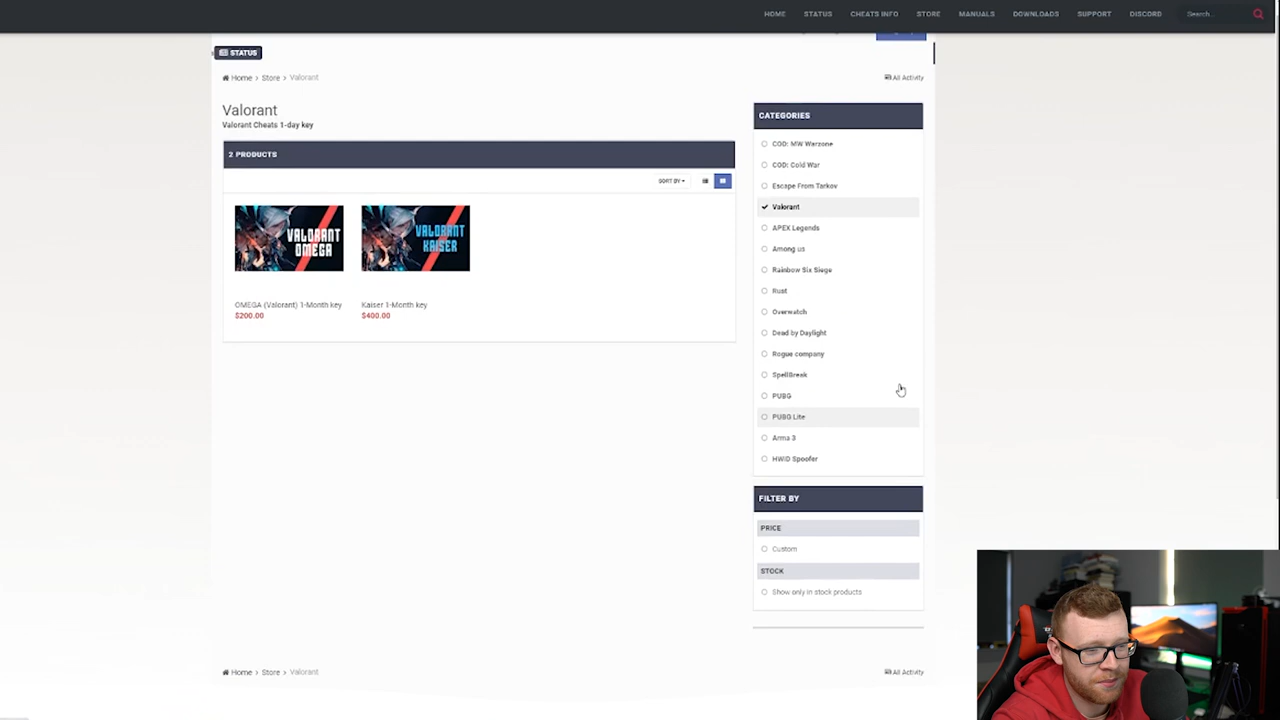 HOME STATUS CHEATS INFO STORE MANUALS DOWNLOADS SUPPORT DISCORD Search...
STATUS
Home > Store > Valorant
All Activity
Valorant
Valorant Cheats 1-day key
2 PRODUCTS
SORT BY
VALORANT
OMEGA
VALORANT
KAISER
OMEGA (Valorant) 1-Month key
$200.00
Kaiser 1-Month key
$400.00
CATEGORIES
COD: MW Warzone
COD: Cold War
Escape From Tarkov
Valorant
APEX Legends
Among us
Rainbow Six Siege
Rust
Overwatch
Dead by Daylight
Rogue company
SpellBreak
PUBG
PUBG Lite
Arma 3
HWID Spoofer
FILTER BY
PRICE
Custom
STOCK
Show only in stock products
Home > Store > Valorant
All Activity